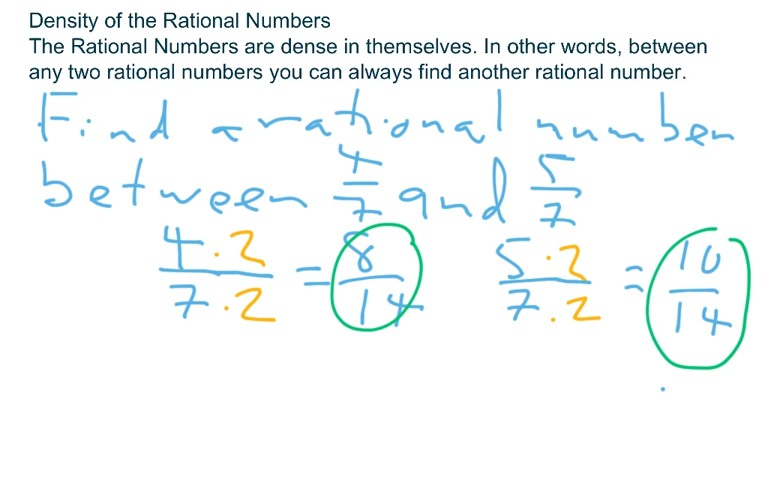 Density of the Rational Numbers
The Rational Numbers are dense in themselves. In other words, between
any two rational numbers you can always find another rational number.
Find a rational number
between 4/7 and 5/7
4·2/7·2 = 8/14 5·2/7·2 = 10/14